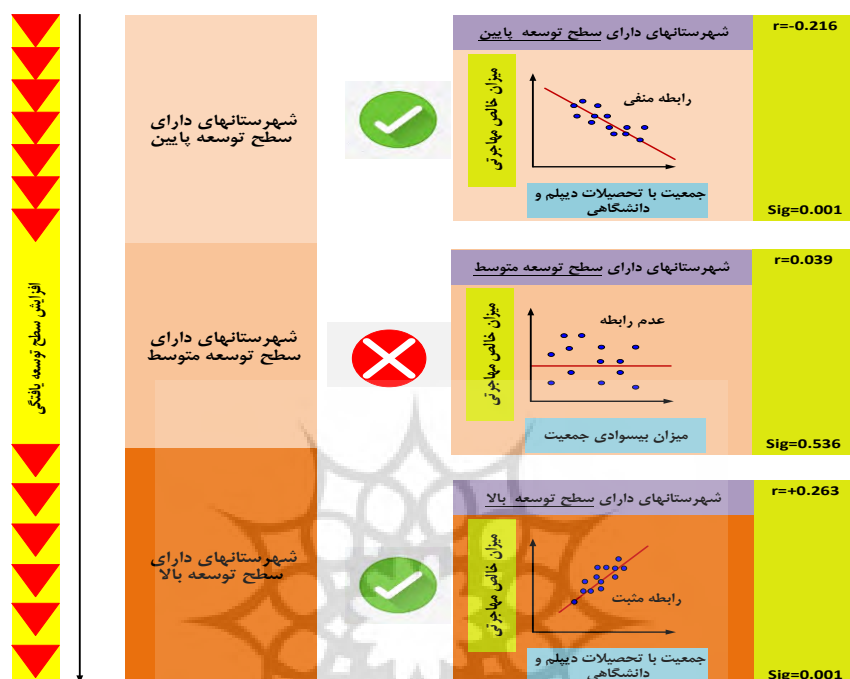 شهرستانهای دارای سطح توسعه پایین
r=-0.216
میزان خالص مهاجرتی
رابطه منفی
جمعیت با تحصیلات دیپلم و
دانشگاهی
Sig=0.001
شهرستانهای دارای
سطح توسعه پایین
شهرستانهای دارای سطح توسعه متوسط
r=0.039
میزان خالص مهاجرتی
عدم رابطه
میزان بیسوادی جمعیت
Sig=0.536
شهرستانهای دارای
سطح توسعه متوسط
افزایش سطح توسعه یافتگی
شهرستانهای دارای سطح توسعه بالا
r=+0.263
میزان خالص مهاجرتی
رابطه مثبت
جمعیت با تحصیلات دیپلم و
دانشگاهی
Sig=0.001
شهرستانهای دارای
سطح توسعه بالا